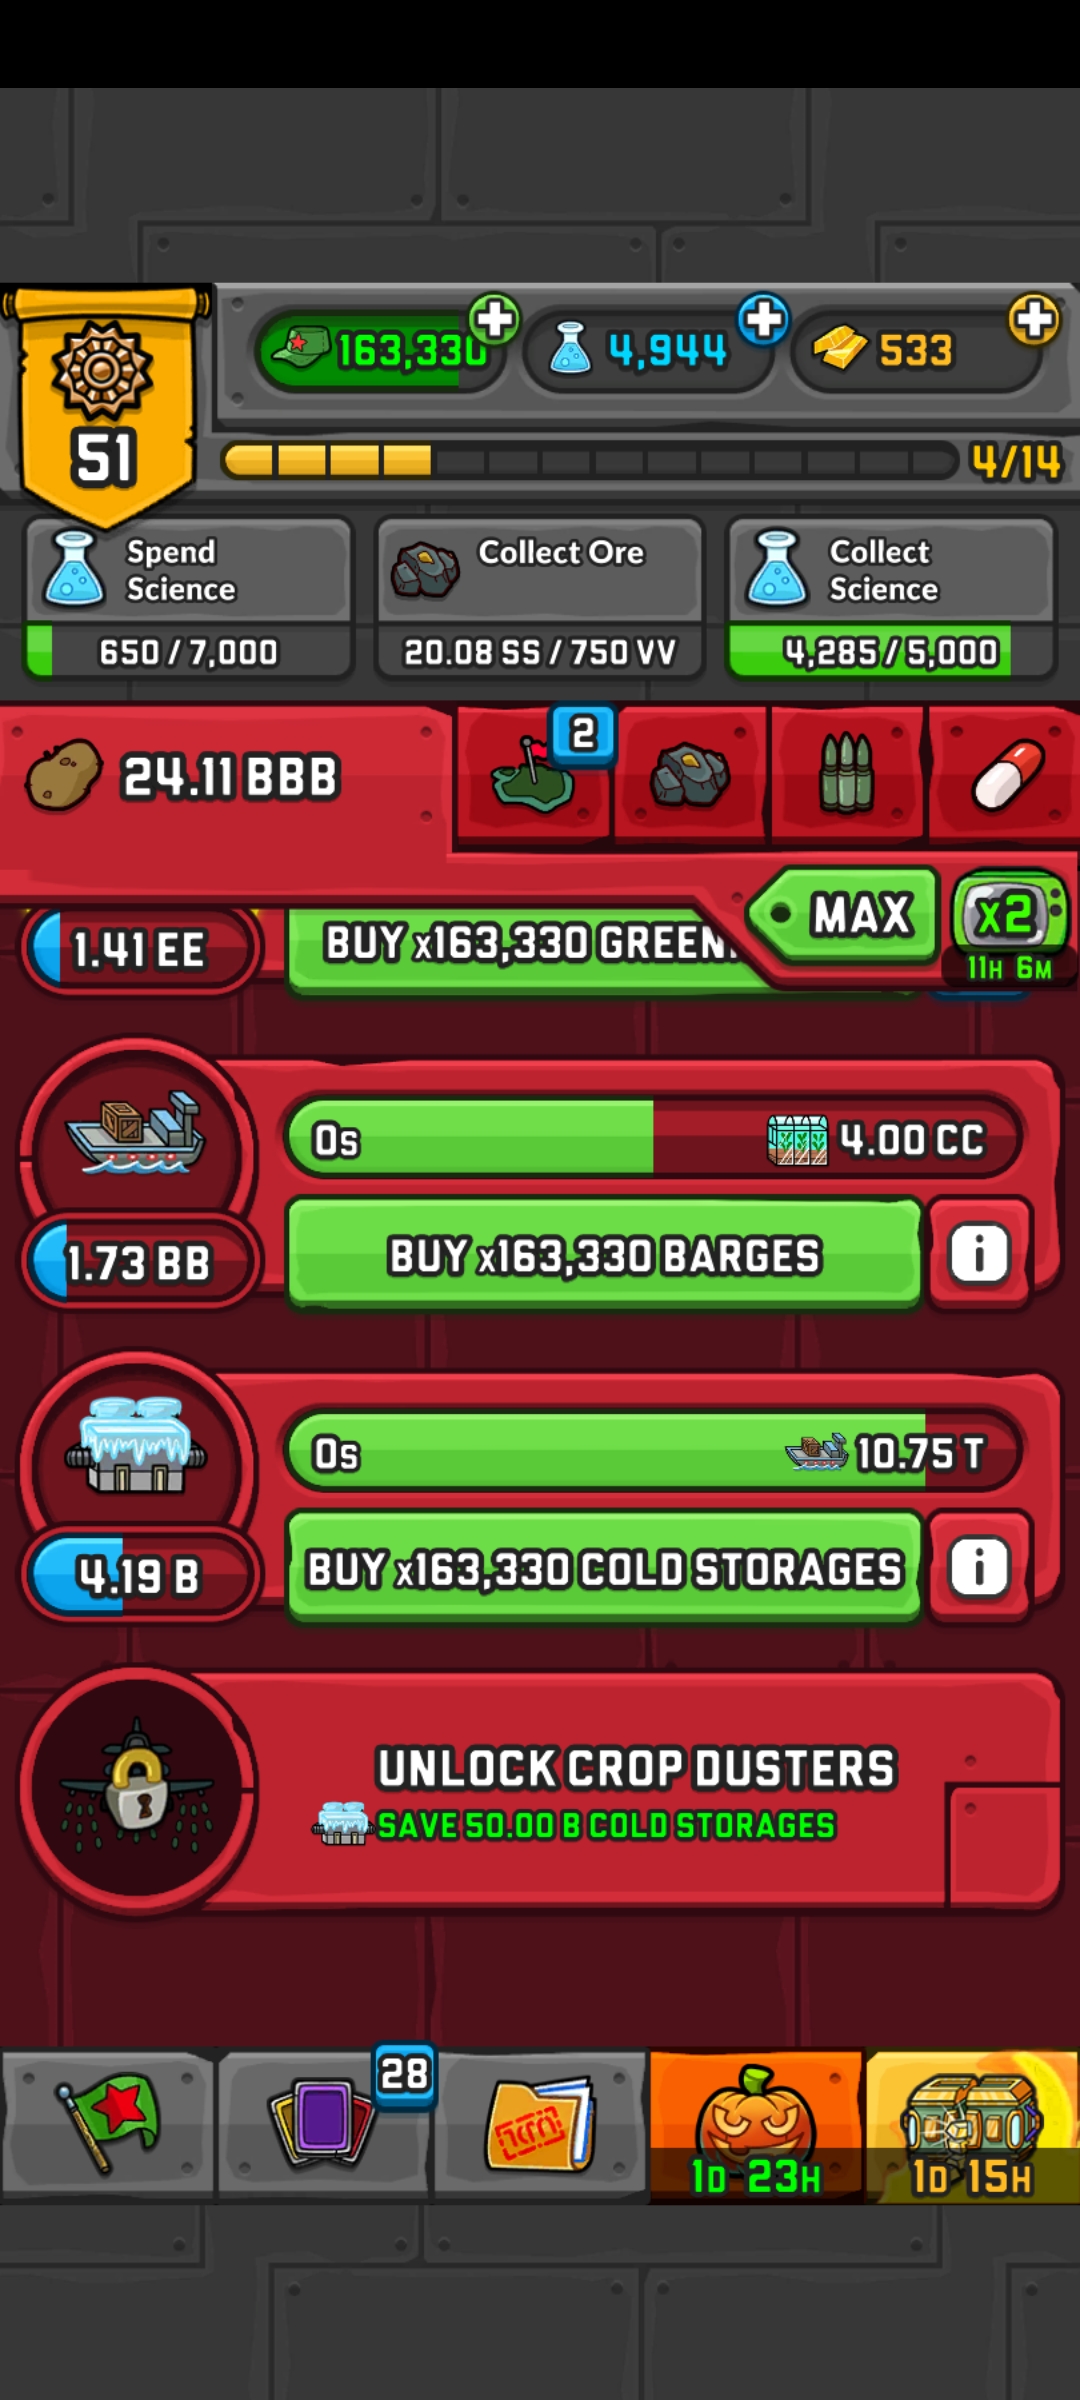 51
163,330
4,944
533
4/14
Spend
Science
650 / 7,000
Collect Ore
20.08 SS / 750 VV
Collect
Science
4,285 / 5,000
24.11 BBB
2
MAX
x2
11H 6M
1.41 EE
BUY x163,330 GREEN
0s
4.00 CC
1.73 BB
BUY x163,330 BARGES
i
0s
10.75 T
4.19 B
BUY x163,330 COLD STORAGES
i
UNLOCK CROP DUSTERS
SAVE 50.00 B COLD STORAGES
28
1D 23H
1D 15H